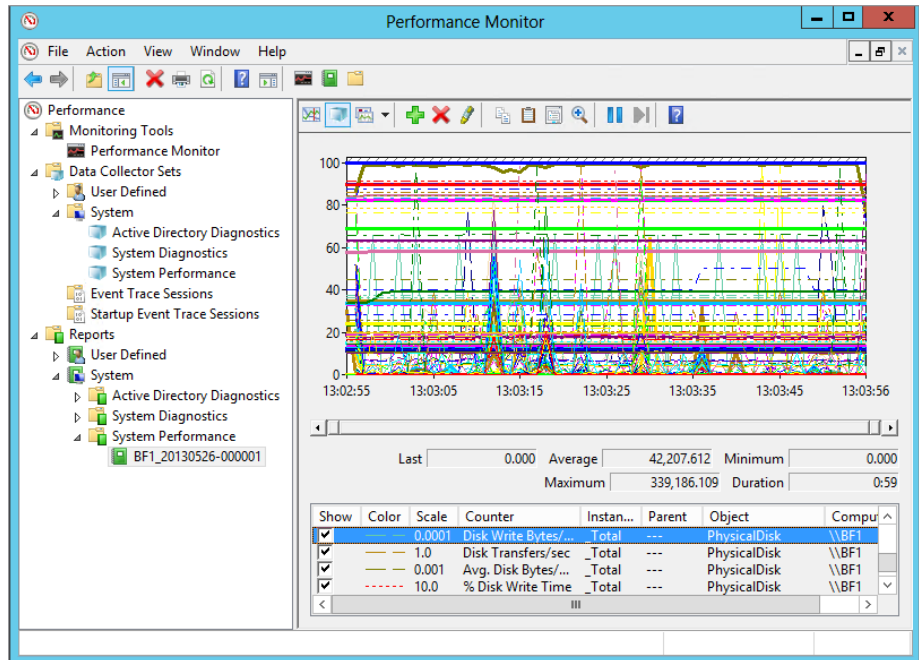 Performance Monitor
File Action View Window Help
Performance
Monitoring Tools
Performance Monitor
Data Collector Sets
User Defined
System
Active Directory Diagnostics
System Diagnostics
System Performance
Event Trace Sessions
Startup Event Trace Sessions
Reports
User Defined
System
Active Directory Diagnostics
System Diagnostics
System Performance
BF1_20130526-000001
100
80
60
40
20
0
13:02:55 13:03:05 13:03:15 13:03:25 13:03:35 13:03:45 13:03:56
Last 0.000 Average 42,207.612 Minimum 0.000
Maximum 339,186.109 Duration 0:59
Show Color Scale Counter Instan... Parent Object Compu
0.0001 Disk Write Bytes/... _Total --- PhysicalDisk \\BF1
1.0 Disk Transfers/sec _Total --- PhysicalDisk \\BF1
0.001 Avg. Disk Bytes/... _Total --- PhysicalDisk \\BF1
10.0 % Disk Write Time _Total --- PhysicalDisk \\BF1